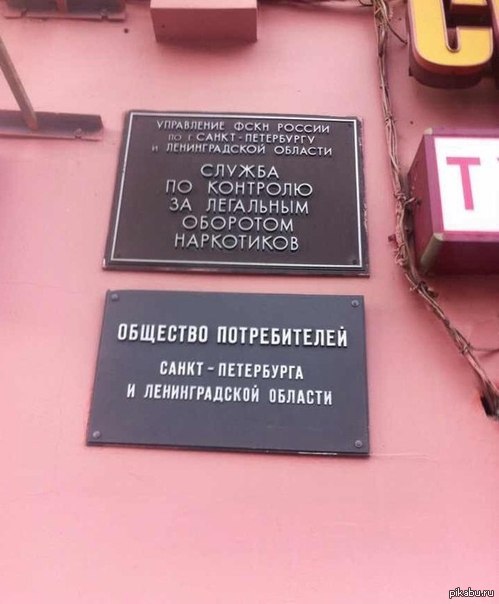 УПРАВЛЕНИЕ ФСКН РОССИИ
ПО Г. САНКТ-ПЕТЕРБУРГУ
И ЛЕНИНГРАДСКОЙ ОБЛАСТИ
СЛУЖБА
ПО КОНТРОЛЮ
ЗА ЛЕГАЛЬНЫМ
ОБОРОТОМ
НАРКОТИКОВ
ОБЩЕСТВО ПОТРЕБИТЕЛЕЙ
САНКТ-ПЕТЕРБУРГА
И ЛЕНИНГРАДСКОЙ ОБЛАСТИ
С
Т
pikabu.ru